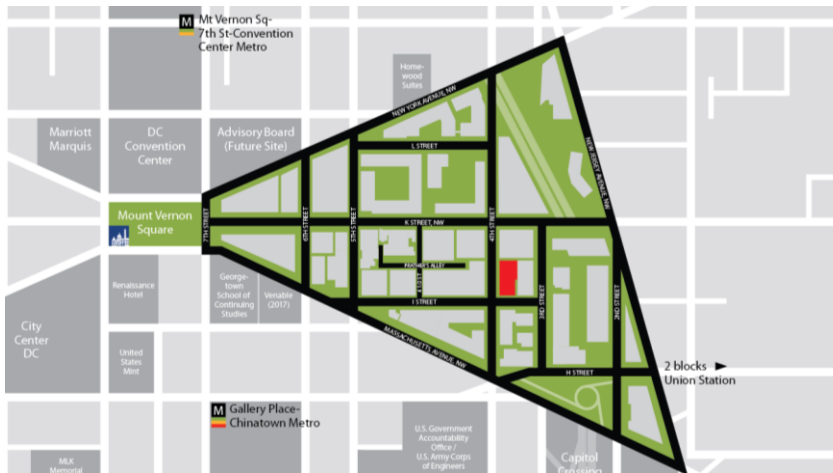 M Mt Vernon Sq-
7th St-Convention
Center Metro
Home-
wood
Suites
NEW YORK AVENUE, NW
Marriott
Marquis
DC
Convention
Center
Advisory Board
(Future Site)
L STREET
NEW JERSEY AVENUE, NW
Mount Vernon
Square
7TH STREET
6TH STREET
5TH STREET
K STREET, NW
4TH STREET
PRATHER'S ALLEY
I STREET
3RD STREET
2ND STREET
Renaissance
Hotel
George-
town
School of
Continuing
Studies
Venable
(2017)
MASSACHUSETTS AVENUE, NW
City
Center
DC
United
States
Mint
H STREET
2 blocks
Union Station
M Gallery Place-
Chinatown Metro
U.S. Government
Accountability
Office /
U.S. Army Corps
of Engineers
Capitol
Crossing
MLK
Memorial